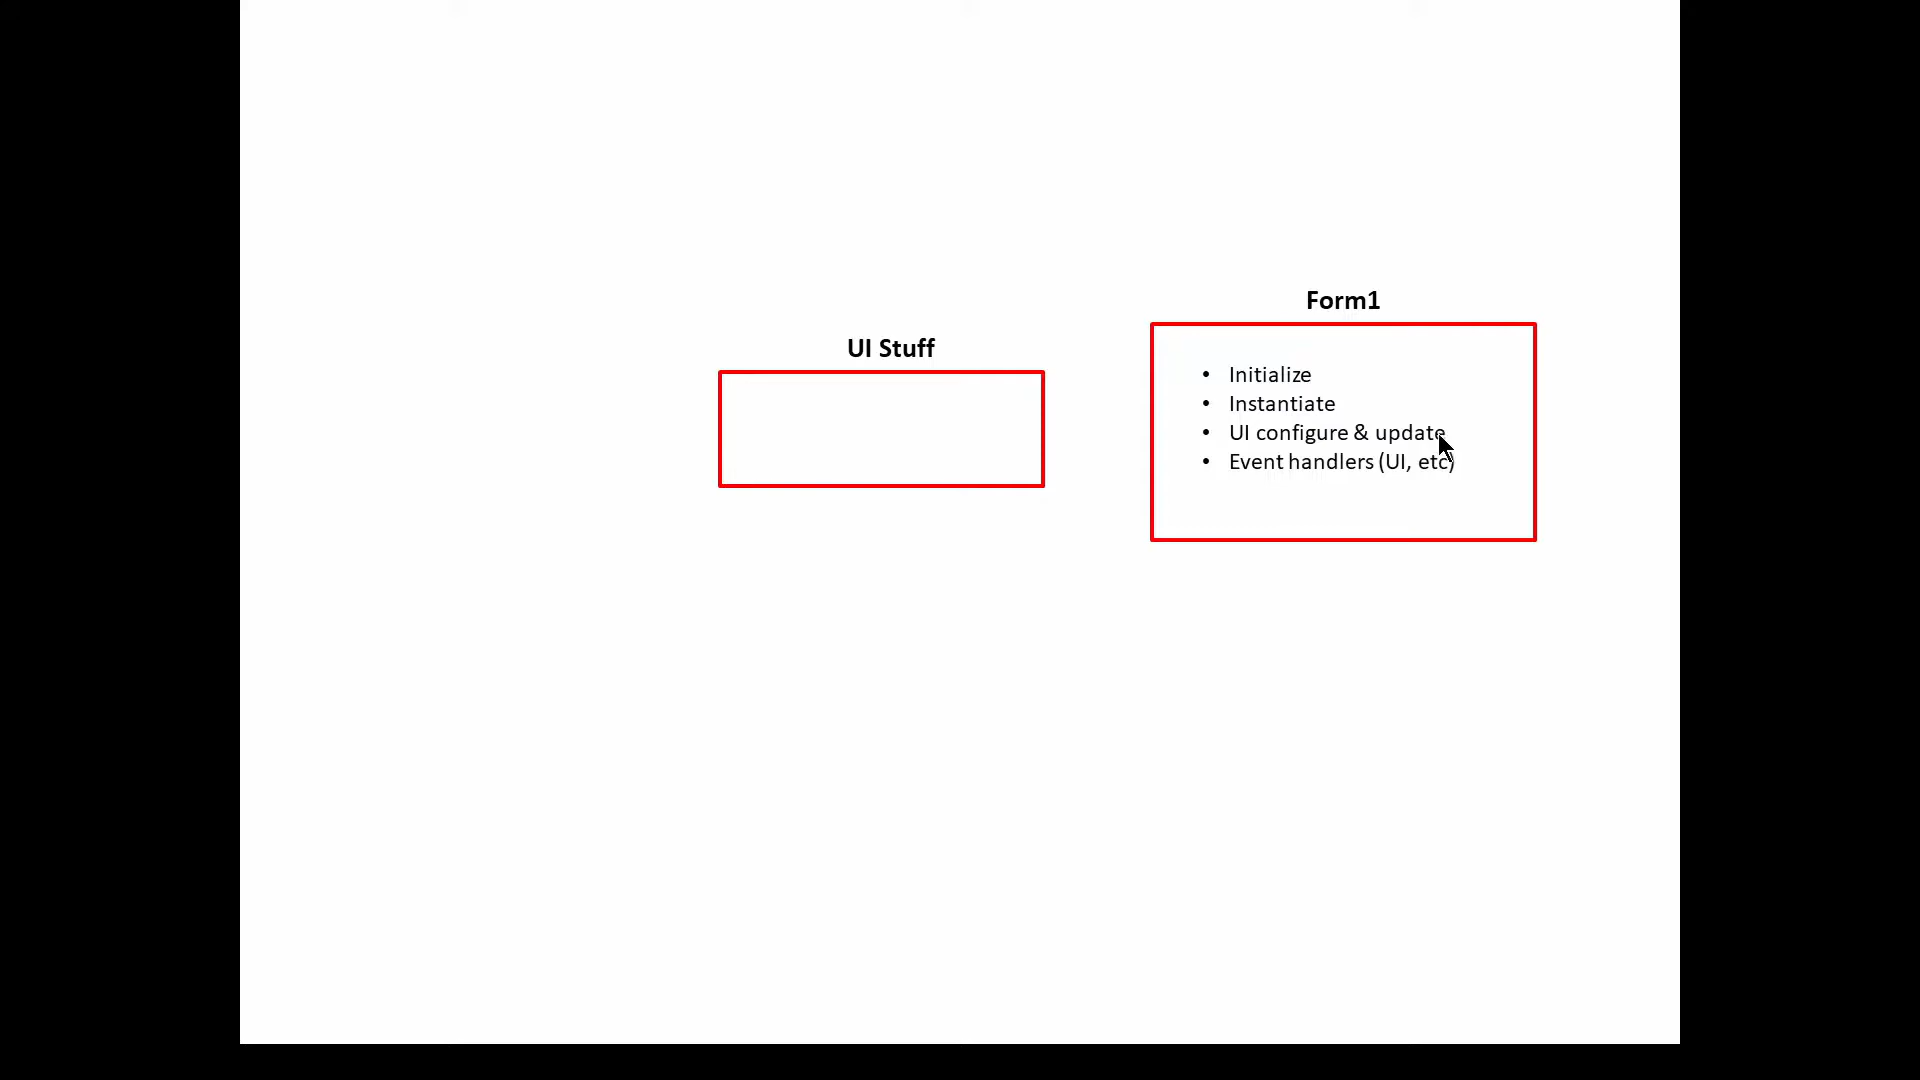 UI Stuff
Form1
• Initialize
• Instantiate
• UI configure & update
• Event handlers (UI, etc)